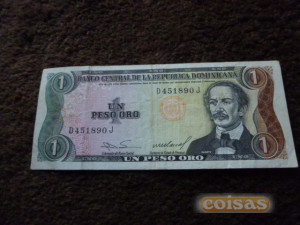 1
BANCO CENTRAL DE LA REPUBLICA DOMINICANA
1
D451890J
1
UN
PESO ORO
D451890J
1
UN PESO ORO
1
coisas